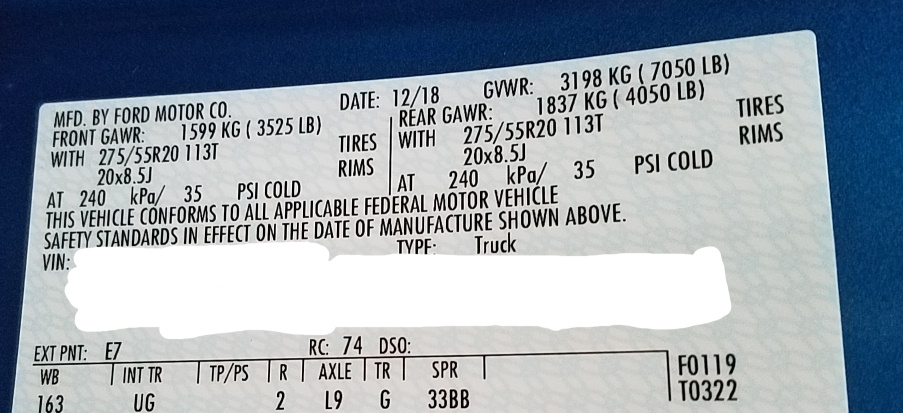 MFD. BY FORD MOTOR CO. DATE: 12/18 GVWR: 3198 KG ( 7050 LB)
FRONT GAWR: 1599 KG ( 3525 LB) REAR GAWR: 1837 KG ( 4050 LB)
WITH 275/55R20 113T TIRES WITH 275/55R20 113T TIRES
20x8.5J RIMS 20x8.5J RIMS
AT 240 kPa/ 35 PSI COLD AT 240 kPa/ 35 PSI COLD
THIS VEHICLE CONFORMS TO ALL APPLICABLE FEDERAL MOTOR VEHICLE
SAFETY STANDARDS IN EFFECT ON THE DATE OF MANUFACTURE SHOWN ABOVE.
VIN: TYPE: Truck
EXT PNT: E7 RC: 74 DSO:
WB INT TR TP/PS R AXLE TR SPR F0119
163 UG 2 L9 G 33BB T0322